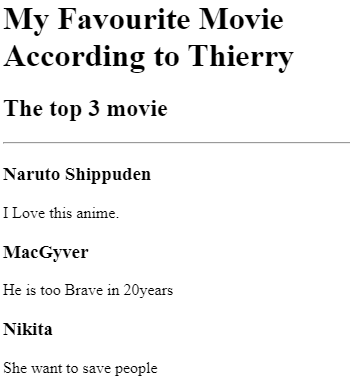 My Favourite Movie
According to Thierry
The top 3 movie
Naruto Shippuden
I Love this anime.
MacGyver
He is too Brave in 20years
Nikita
She want to save people